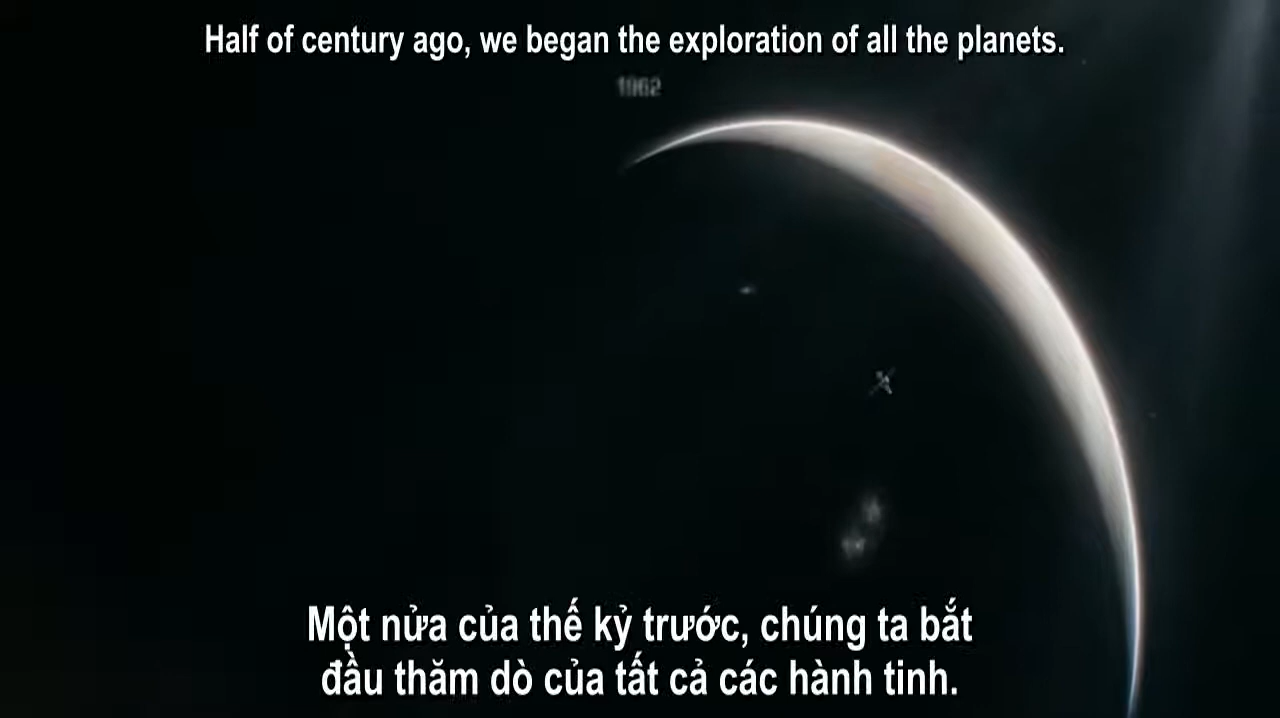 Half of century ago, we began the exploration of all the planets.
1962
Một nửa của thế kỷ trước, chúng ta bắt
đầu thăm dò của tất cả các hành tinh.